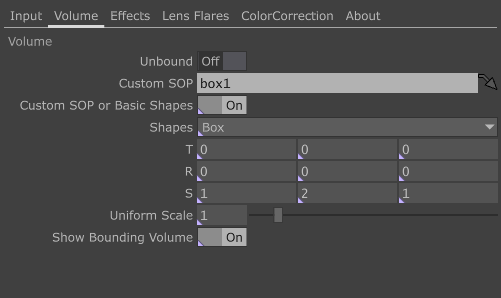 Input Volume Effects Lens Flares ColorCorrection About
Volume
Unbound Off
Custom SOP box1
Custom SOP or Basic Shapes On
Shapes Box
T 0 0 0
R 0 0 0
S 1 2 1
Uniform Scale 1
Show Bounding Volume On